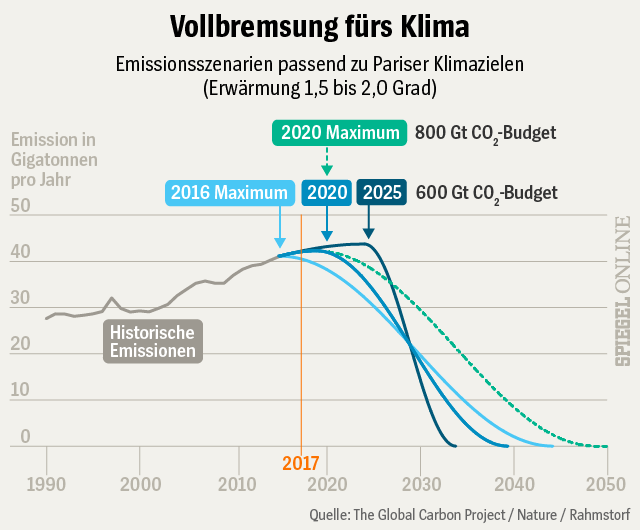 Vollbremsung fürs Klima
Emissionsszenarien passend zu Pariser Klimazielen
(Erwärmung 1,5 bis 2,0 Grad)
2020 Maximum 800 Gt CO₂-Budget
Emission in
Gigatonnen
pro Jahr
2016 Maximum 2020 2025 600 Gt CO₂-Budget
50
40
30
20
10
0
Historische
Emissionen
SPIEGEL ONLINE
2017
1990 2000 2010 2020 2030 2040 2050
Quelle: The Global Carbon Project / Nature / Rahmstorf